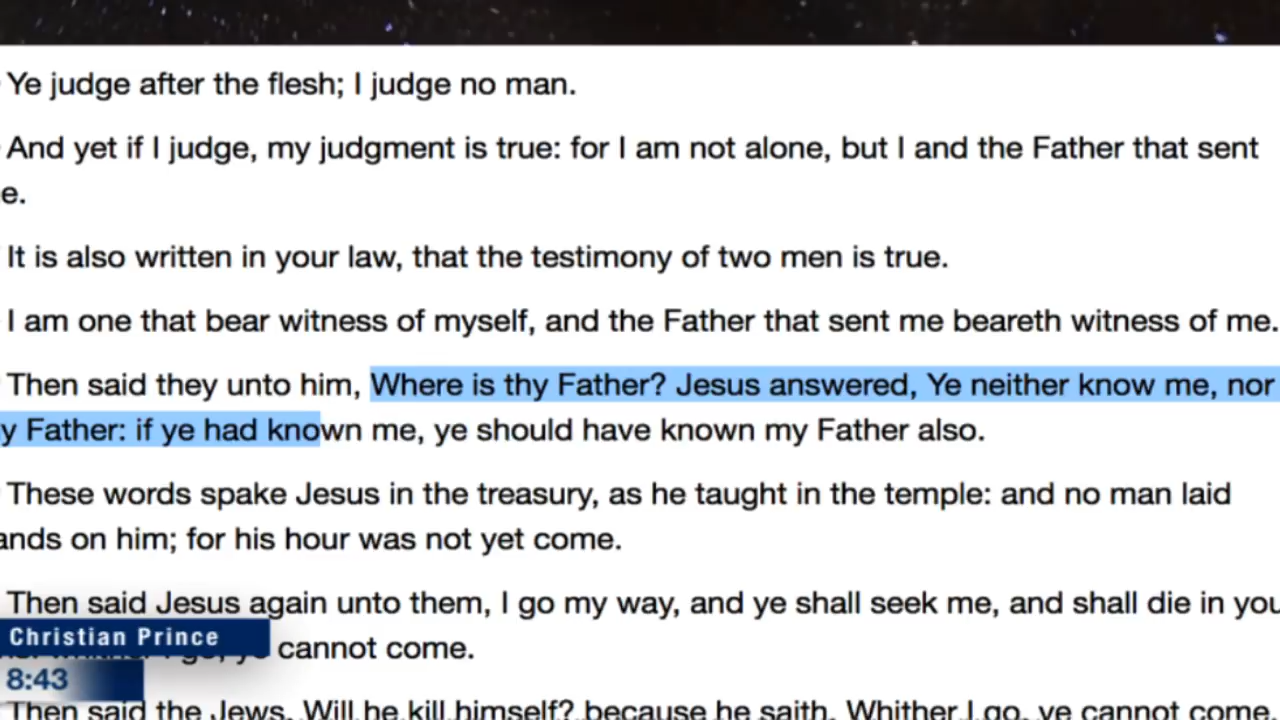 Ye judge after the flesh; I judge no man.
And yet if I judge, my judgment is true: for I am not alone, but I and the Father that sent
e.
It is also written in your law, that the testimony of two men is true.
I am one that bear witness of myself, and the Father that sent me beareth witness of me.
Then said they unto him, Where is thy Father? Jesus answered, Ye neither know me, nor
y Father: if ye had known me, ye should have known my Father also.
These words spake Jesus in the treasury, as he taught in the temple: and no man laid
ands on him; for his hour was not yet come.
Then said Jesus again unto them, I go my way, and ye shall seek me, and shall die in you
Christian Prince
cannot come.
8:43
Then said the Jews, Will he kill himself? because he saith, Whither I go, ye cannot come